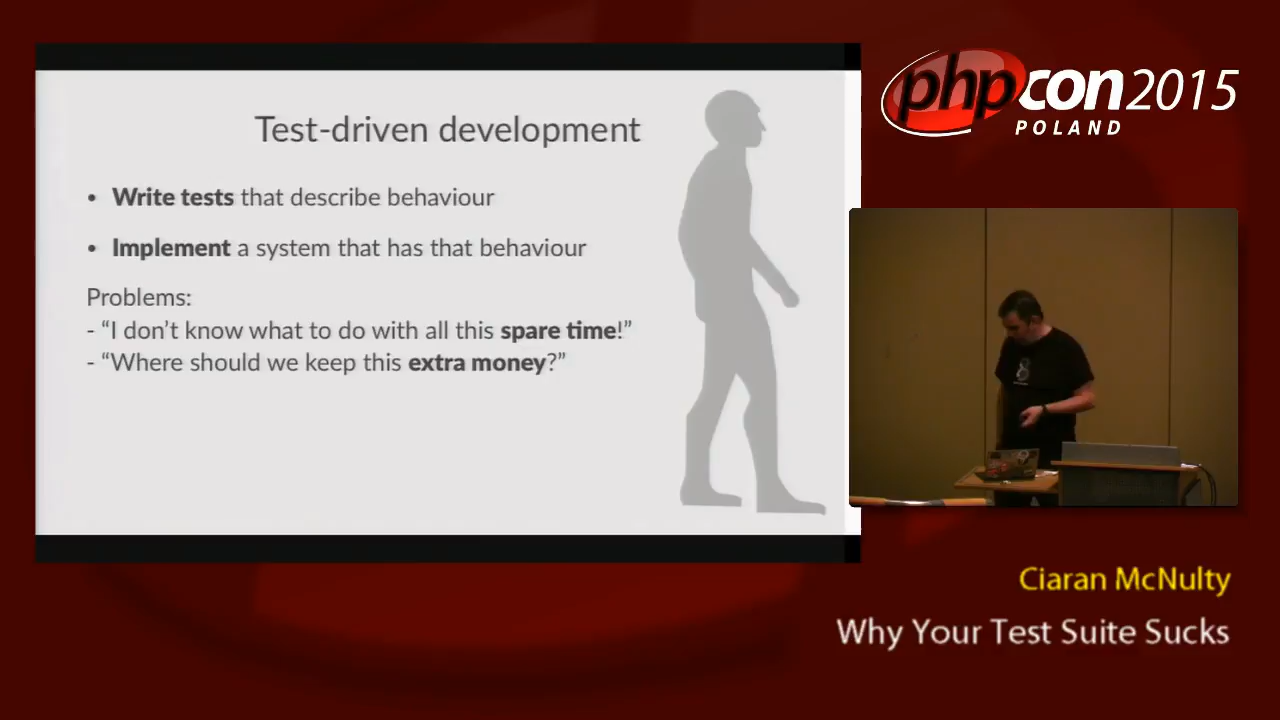 Test-driven development
• Write tests that describe behaviour
• Implement a system that has that behaviour
Problems:
- “I don’t know what to do with all this spare time!”
- “Where should we keep this extra money?”
phpcon 2015
POLAND
Ciaran McNulty
Why Your Test Suite Sucks